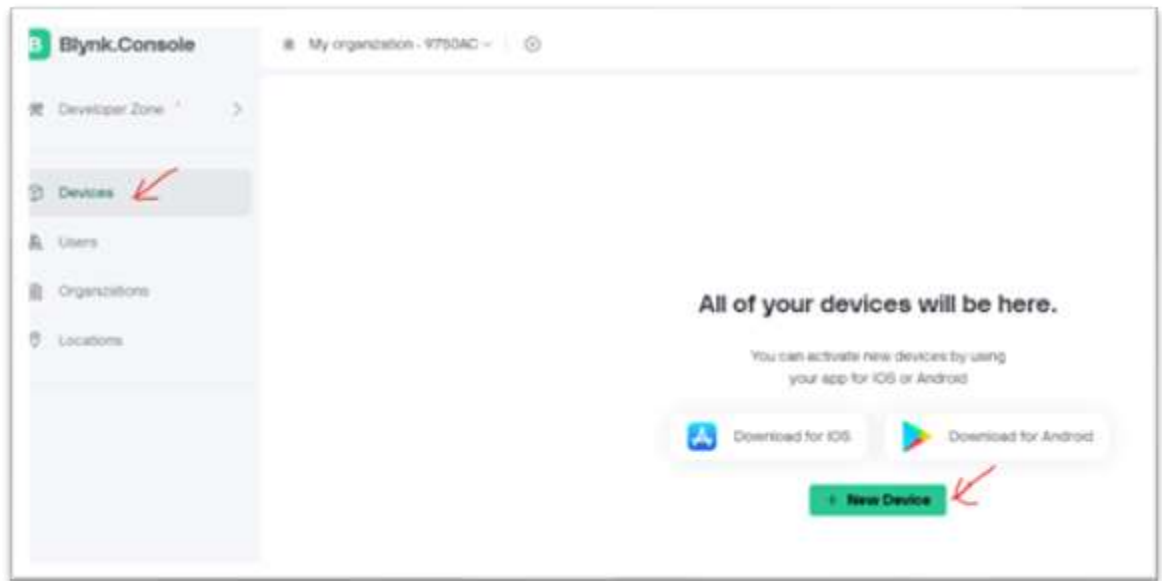 B Blynk.Console
My organization - 9750AC
Developer Zone
Devices
Users
Organizations
Locations
All of your devices will be here.
You can activate new devices by using
your app for iOS or Android
Download for iOS
Download for Android
+ New Device